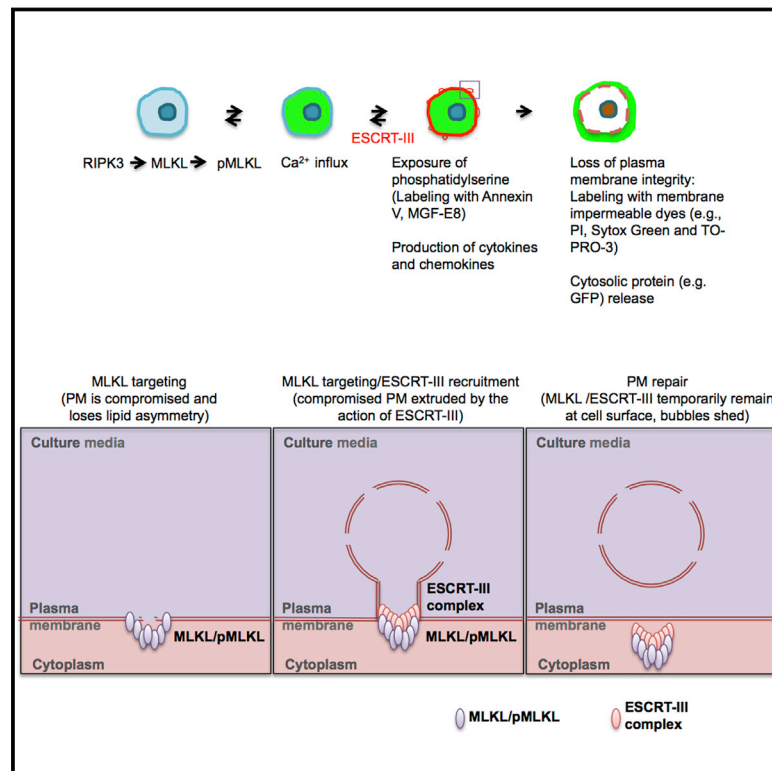 ESCRT-III
RIPK3 → MLKL → pMLKL
Ca²⁺ influx
Exposure of
phosphatidylserine
(Labeling with Annexin
V, MGF-E8)
Production of cytokines
and chemokines
Loss of plasma
membrane integrity:
Labeling with membrane
impermeable dyes (e.g.,
PI, Sytox Green and TO-
PRO-3)
Cytosolic protein (e.g.
GFP) release
MLKL targeting
(PM is compromised and
loses lipid asymmetry)
Culture media
Plasma
membrane
MLKL/pMLKL
Cytoplasm
MLKL targeting/ESCRT-III recruitment
(compromised PM extruded by the
action of ESCRT-III)
Culture media
ESCRT-III
complex
Plasma
membrane
MLKL/pMLKL
Cytoplasm
PM repair
(MLKL /ESCRT-III temporarily remain
at cell surface, bubbles shed)
Culture media
Plasma
membrane
Cytoplasm
MLKL/pMLKL
ESCRT-III
complex